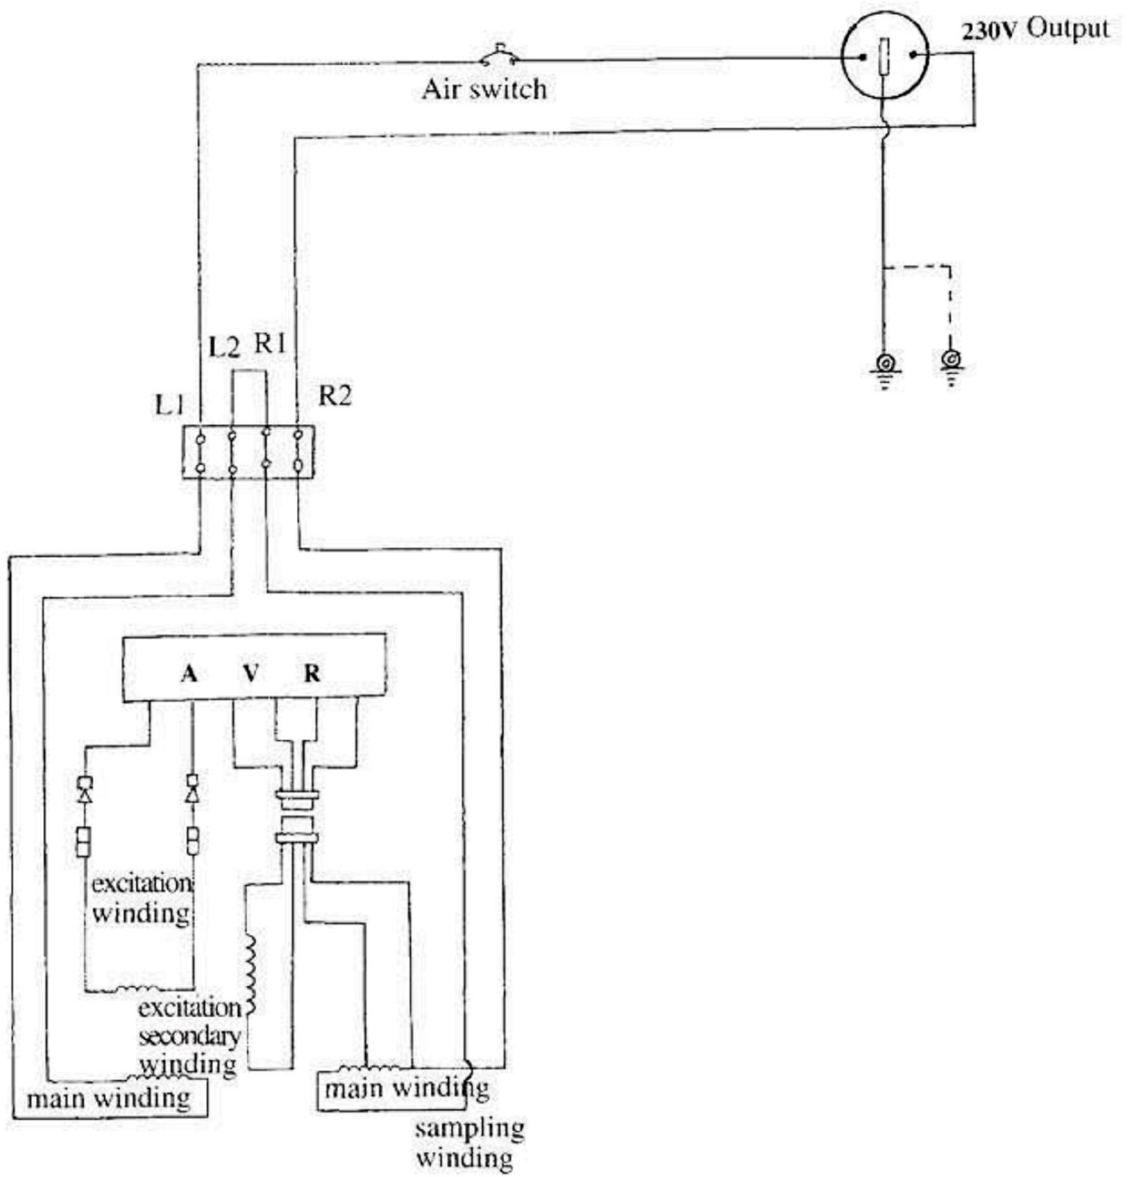 230V Output
Air switch
L2 R1
L1
R2
A V R
excitation
winding
excitation
secondary
winding
main winding
main winding
sampling
winding